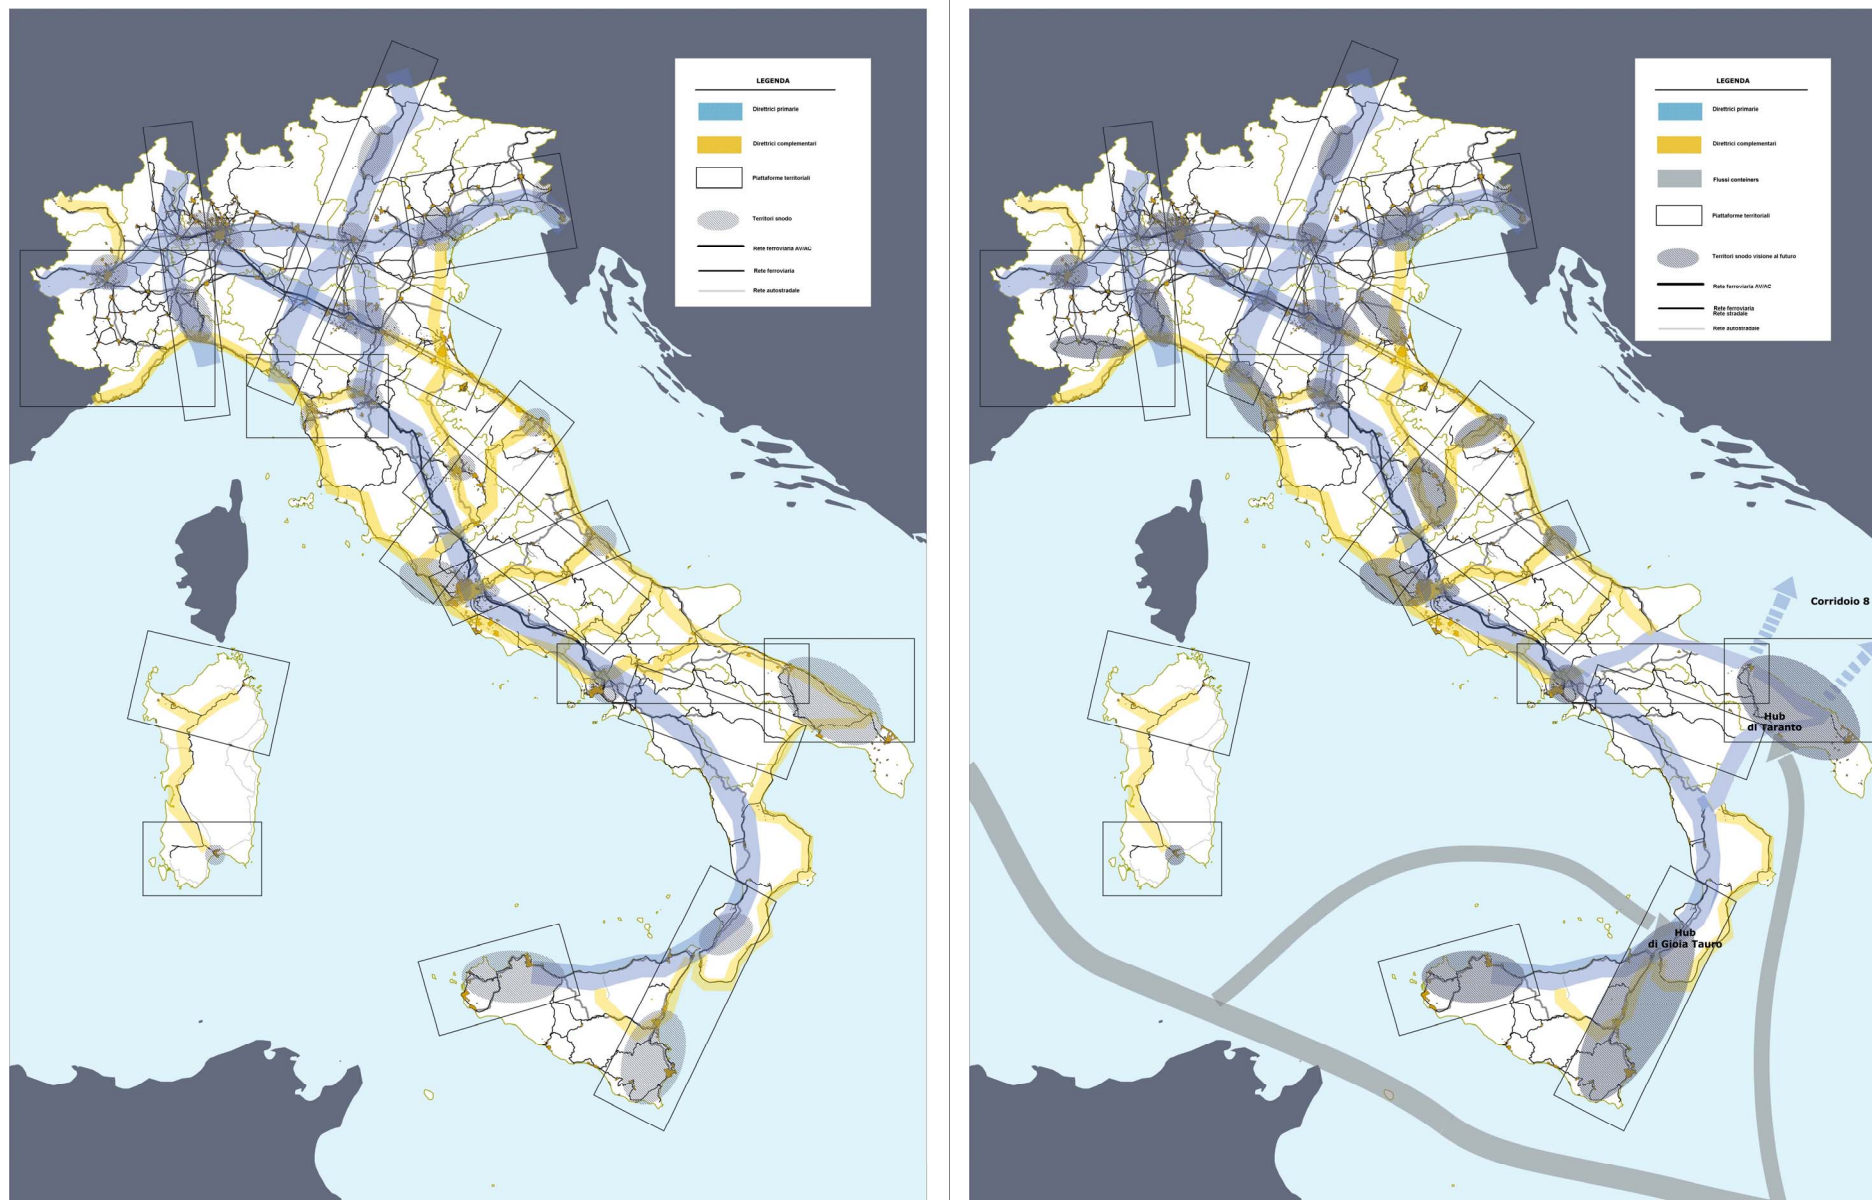 LEGENDA
Direttrici primarie
Direttrici complementari
Piattaforme territoriali
Territori snodo
Rete ferroviaria AV/AC
Rete ferroviaria
Rete autostradale
LEGENDA
Direttrici primarie
Direttrici complementari
Flussi conteiners
Piattaforme territoriali
Territori snodo visione al futuro
Rete ferroviaria AV/AC
Rete ferroviaria
Rete stradale
Rete autostradale
Corridoio 8
Hub
di Taranto
Hub
di Gioia Tauro